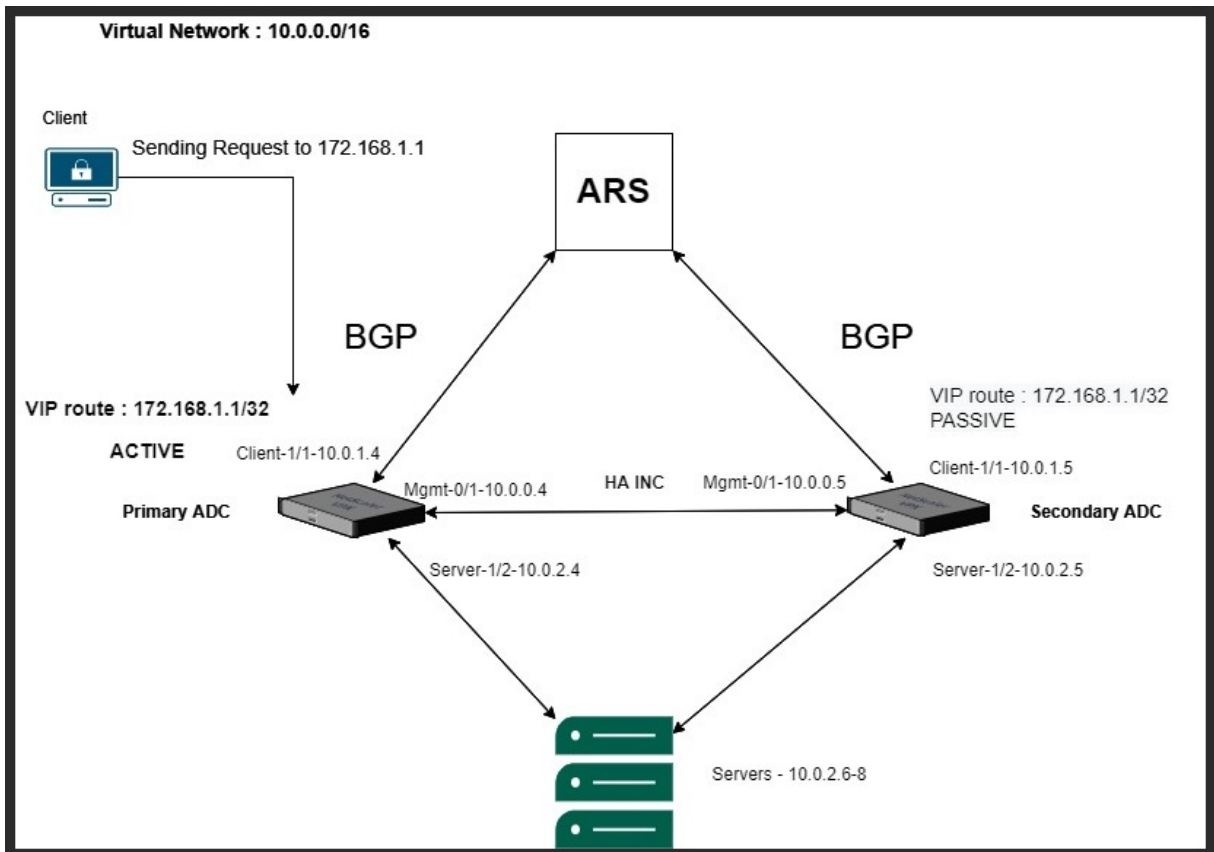 Virtual Network : 10.0.0.0/16
Client
Sending Request to 172.168.1.1
ARS
BGP
BGP
VIP route : 172.168.1.1/32
ACTIVE
Client-1/1-10.0.1.4
Primary ADC
Mgmt-0/1-10.0.0.4
HA INC
Mgmt-0/1-10.0.0.5
VIP route : 172.168.1.1/32
PASSIVE
Client-1/1-10.0.1.5
Secondary ADC
Server-1/2-10.0.2.4
Server-1/2-10.0.2.5
Servers - 10.0.2.6-8